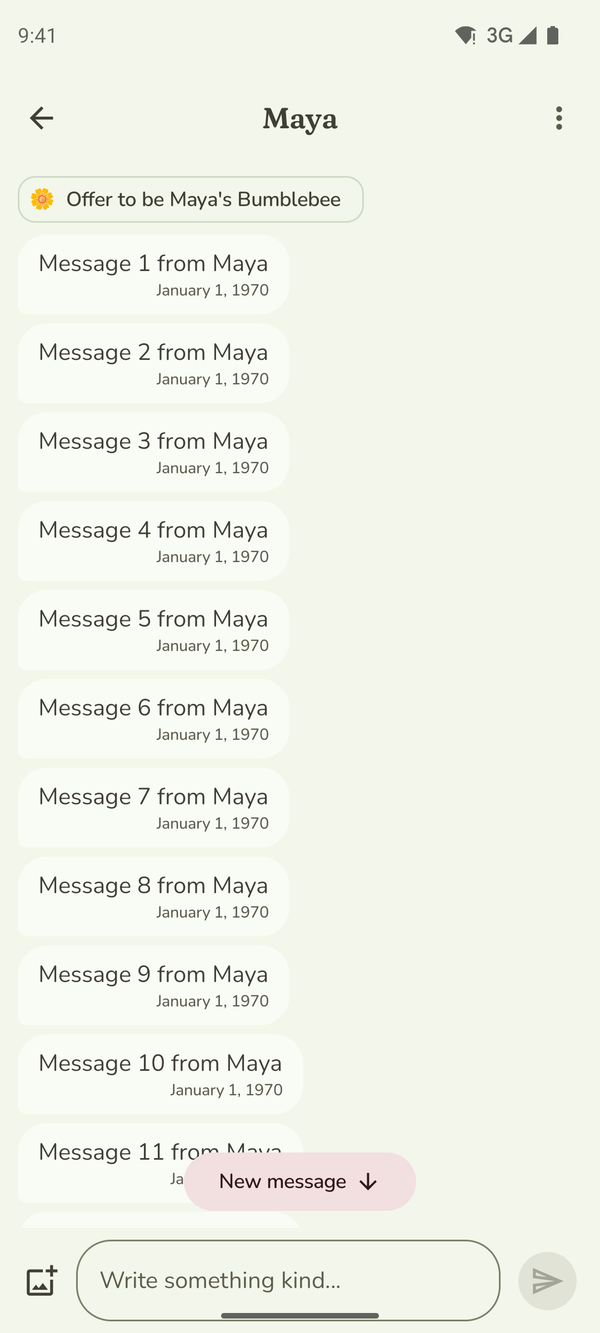 9:41
3G
Maya
Offer to be Maya's Bumblebee
Message 1 from Maya
January 1, 1970
Message 2 from Maya
January 1, 1970
Message 3 from Maya
January 1, 1970
Message 4 from Maya
January 1, 1970
Message 5 from Maya
January 1, 1970
Message 6 from Maya
January 1, 1970
Message 7 from Maya
January 1, 1970
Message 8 from Maya
January 1, 1970
Message 9 from Maya
January 1, 1970
Message 10 from Maya
January 1, 1970
Message 11 from Maya
Ja
New message
Write something kind...